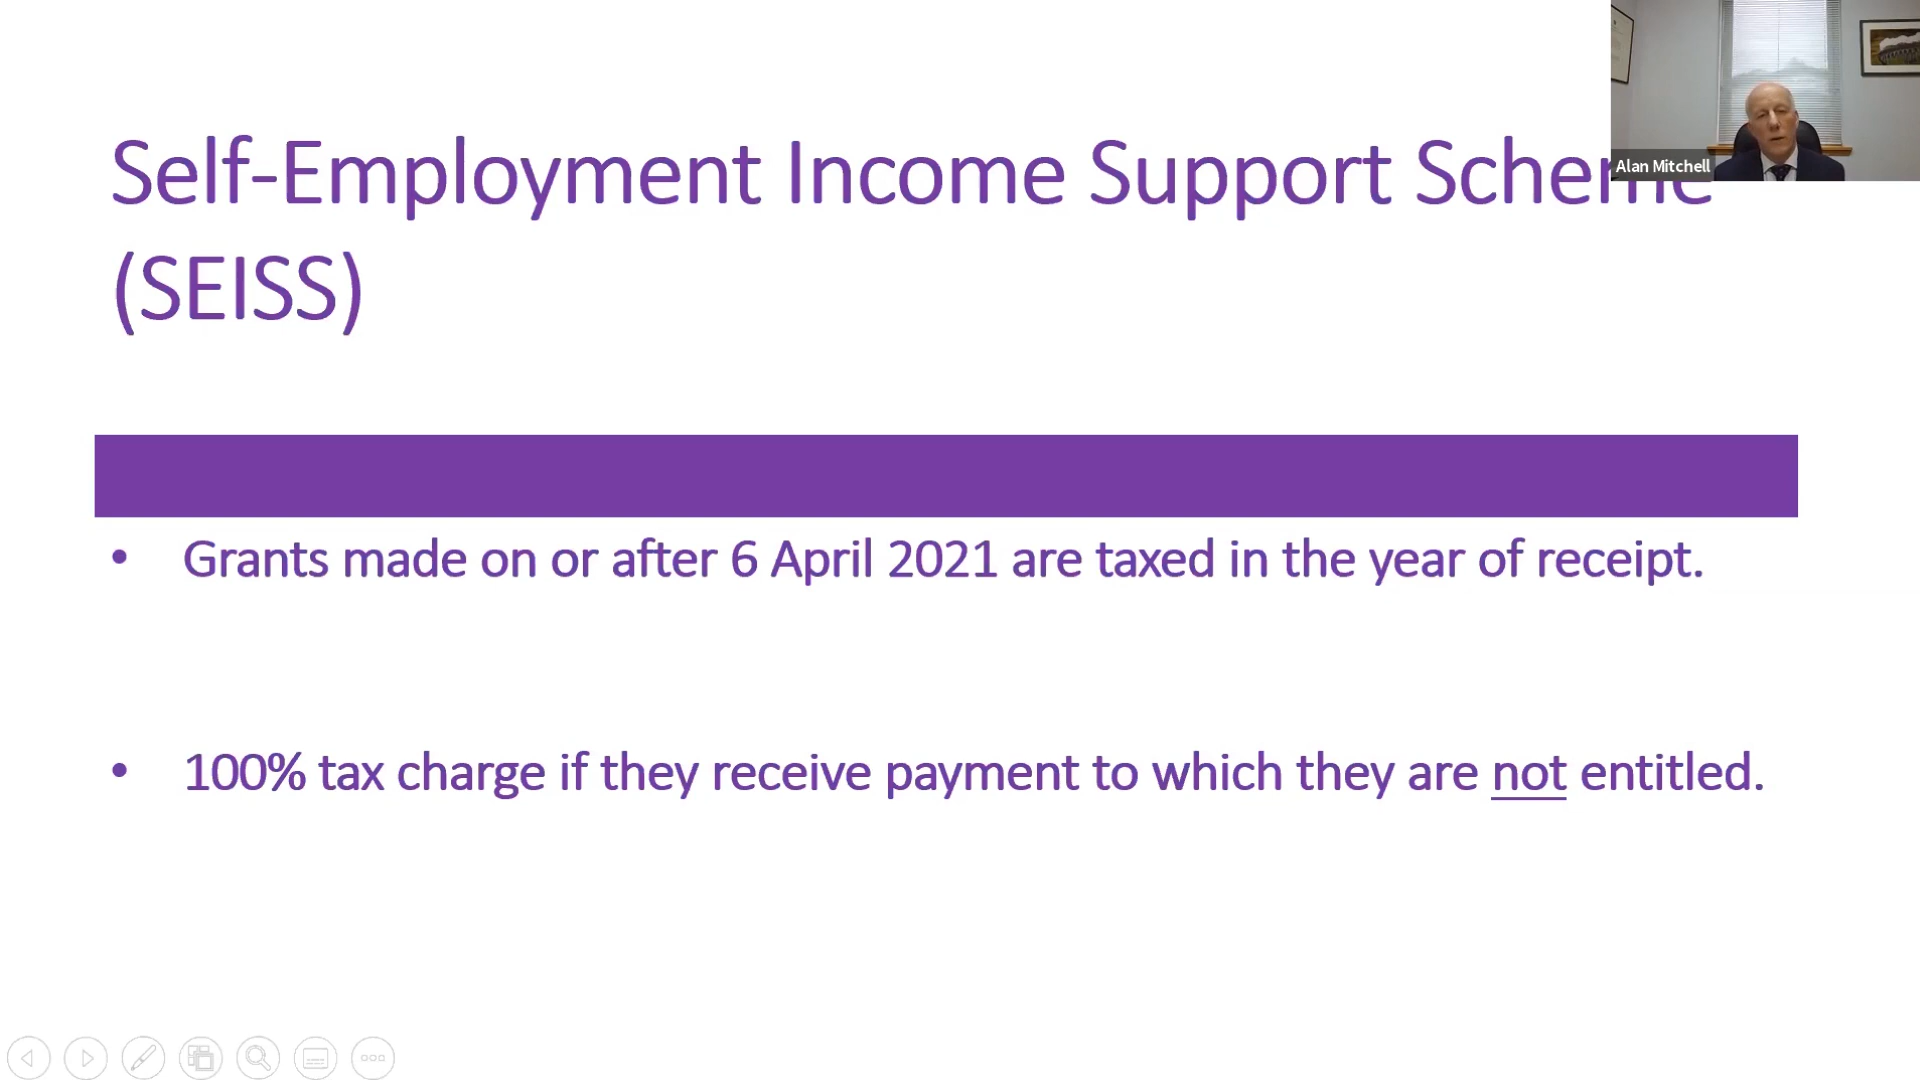 Self-Employment Income Support Scheme
(SEISS)
Alan Mitchell
• Grants made on or after 6 April 2021 are taxed in the year of receipt.
• 100% tax charge if they receive payment to which they are not entitled.